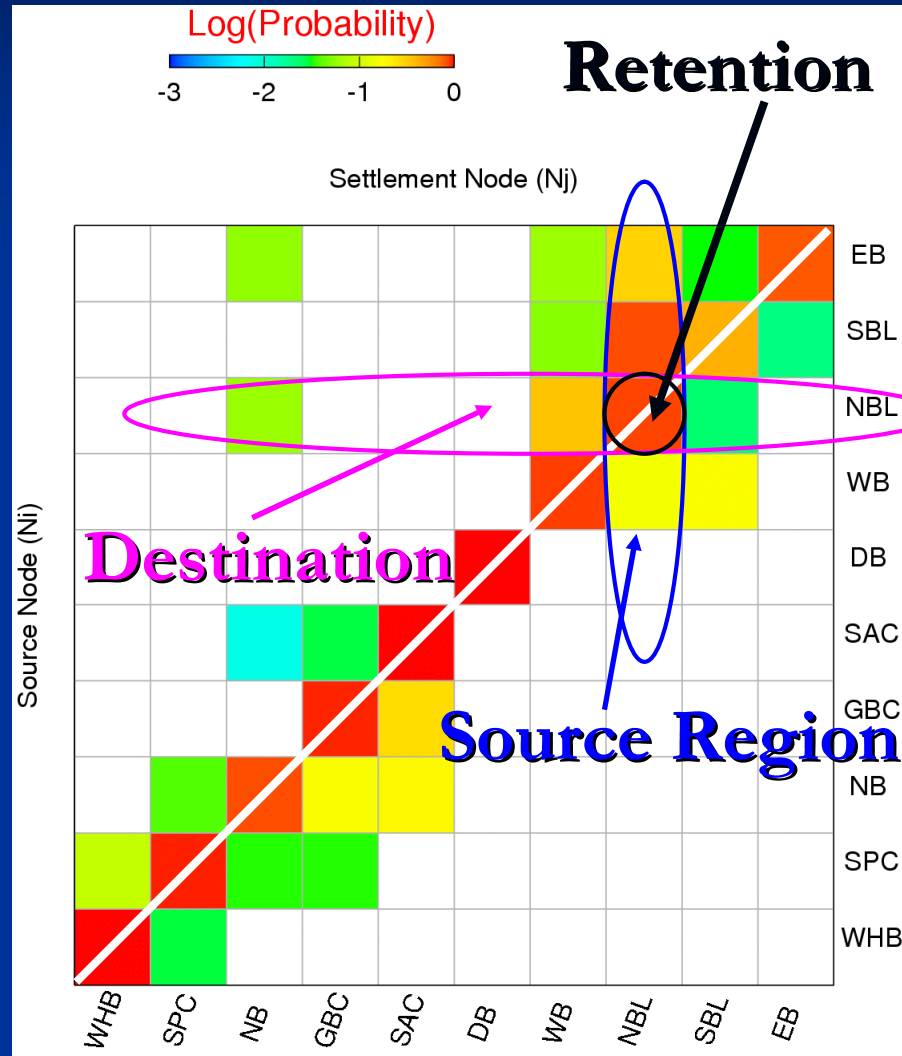 Log(Probability)
-3 -2 -1 0
Retention
Settlement Node (Nj)
EB
SBL
NBL
WB
DB
SAC
GBC
NB
SPC
WHB
Source Node (Ni)
Destination
Source Region
WHB SPC NB GBC SAC DB WB NBL SBL EB